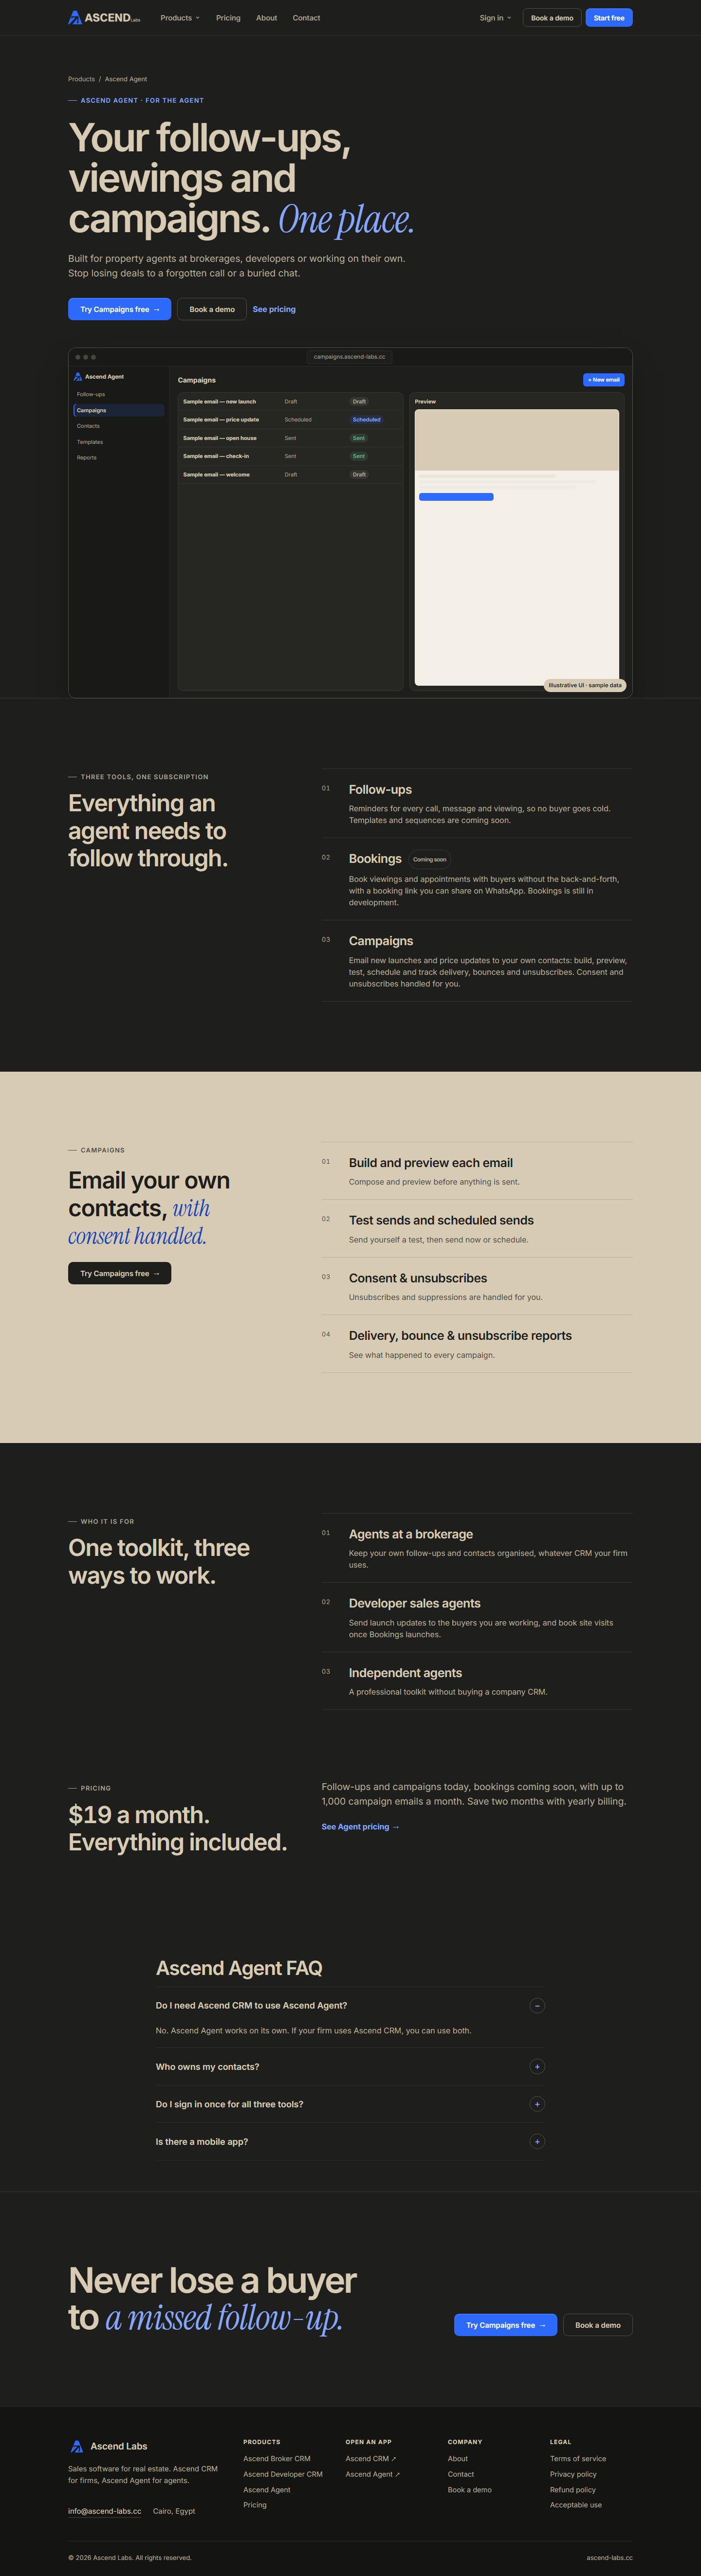 ASCEND Labs
Products
Pricing
About
Contact
Sign in
Book a demo
Start free
Products / Ascend Agent
ASCEND AGENT · FOR THE AGENT
Your follow-ups,
viewings and
campaigns. One place.
Built for property agents at brokerages, developers or working on their own.
Stop losing deals to a forgotten call or a buried chat.
Try Campaigns free →
Book a demo
See pricing
campaigns.ascend-labs.cc
Ascend Agent
Follow-ups
Campaigns
Contacts
Templates
Reports
Campaigns
+ New email
Sample email — new launch Draft Draft
Sample email — price update Scheduled Scheduled
Sample email — open house Sent Sent
Sample email — check-in Sent Sent
Sample email — welcome Draft Draft
Preview
Illustrative UI · sample data
THREE TOOLS, ONE SUBSCRIPTION
Everything an
agent needs to
follow through.
01 Follow-ups
Reminders for every call, message and viewing, so no buyer goes cold.
Templates and sequences are coming soon.
02 Bookings Coming soon
Book viewings and appointments with buyers without the back-and-forth,
with a booking link you can share on WhatsApp. Bookings is still in
development.
03 Campaigns
Email new launches and price updates to your own contacts: build, preview,
test, schedule and track delivery, bounces and unsubscribes. Consent and
unsubscribes handled for you.
CAMPAIGNS
Email your own
contacts, with
consent handled.
Try Campaigns free →
01 Build and preview each email
Compose and preview before anything is sent.
02 Test sends and scheduled sends
Send yourself a test, then send now or schedule.
03 Consent & unsubscribes
Unsubscribes and suppressions are handled for you.
04 Delivery, bounce & unsubscribe reports
See what happened to every campaign.
WHO IT IS FOR
One toolkit, three
ways to work.
01 Agents at a brokerage
Keep your own follow-ups and contacts organised, whatever CRM your firm
uses.
02 Developer sales agents
Send launch updates to the buyers you are working, and book site visits
once Bookings launches.
03 Independent agents
A professional toolkit without buying a company CRM.
PRICING
$19 a month.
Everything included.
Follow-ups and campaigns today, bookings coming soon, with up to
1,000 campaign emails a month. Save two months with yearly billing.
See Agent pricing →
Ascend Agent FAQ
Do I need Ascend CRM to use Ascend Agent? −
No. Ascend Agent works on its own. If your firm uses Ascend CRM, you can use both.
Who owns my contacts? +
Do I sign in once for all three tools? +
Is there a mobile app? +
Never lose a buyer
to a missed follow-up.
Try Campaigns free →
Book a demo
Ascend Labs
Sales software for real estate. Ascend CRM
for firms, Ascend Agent for agents.
info@ascend-labs.cc Cairo, Egypt
PRODUCTS
Ascend Broker CRM
Ascend Developer CRM
Ascend Agent
Pricing
OPEN AN APP
Ascend CRM ↗
Ascend Agent ↗
COMPANY
About
Contact
Book a demo
LEGAL
Terms of service
Privacy policy
Refund policy
Acceptable use
© 2026 Ascend Labs. All rights reserved.
ascend-labs.cc